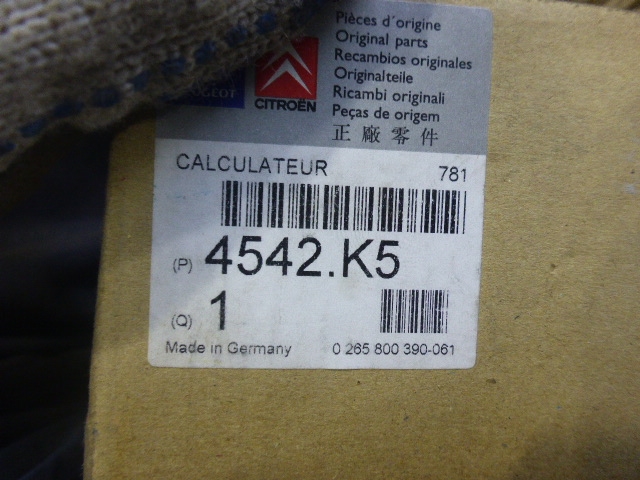 Pièces d'origine
Original parts
Recambios originales
Originalteile
Ricambi originali
Peças de origem
正廠零件
PEUGEOT
CITROËN
CALCULATEUR 781
(P) 4542.K5
(Q) 1
Made in Germany 0 265 800 390-061